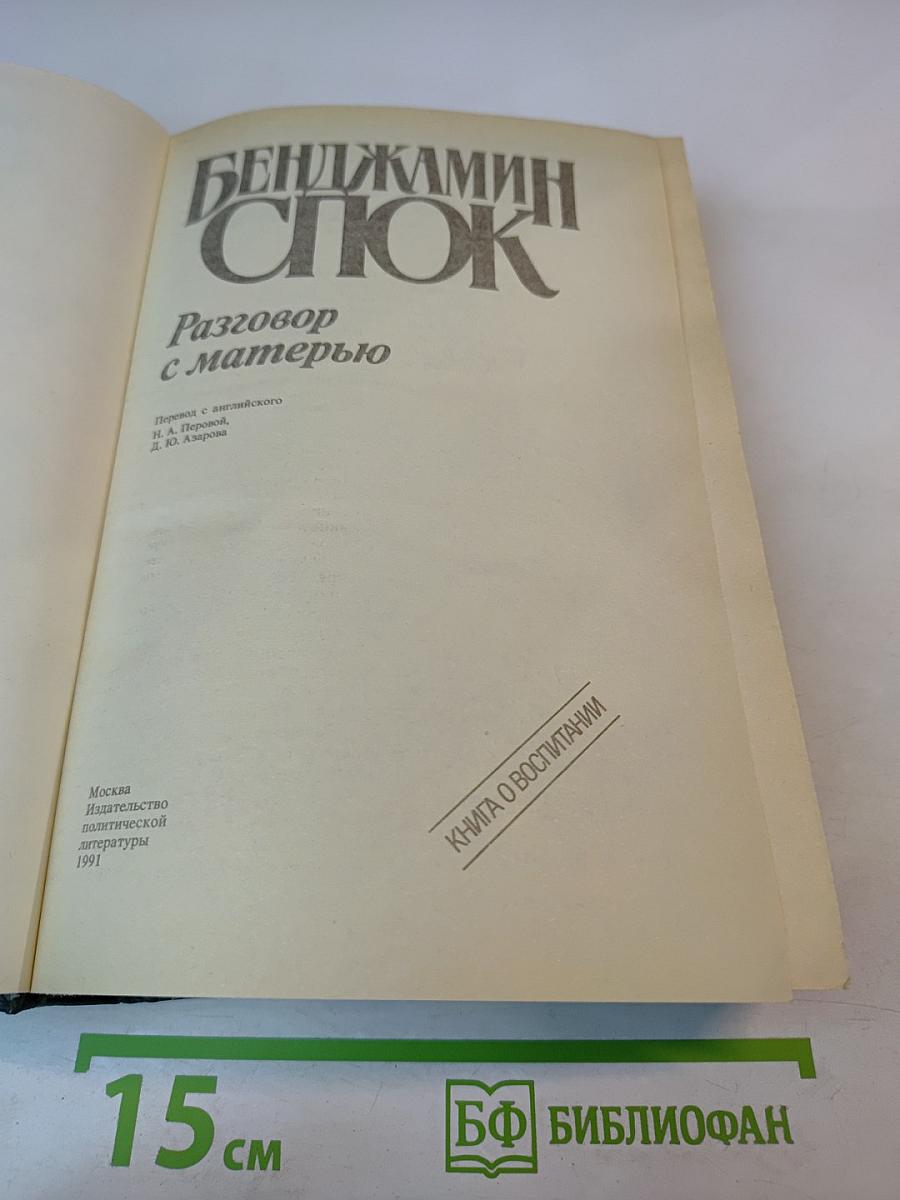 БЕНДЖАМИН
СПОК
Разговор
с матерью
Перевод с английского
Н. А. Перовой,
Д. Ю. Азарова
КНИГА О ВОСПИТАНИИ
Москва
Издательство
политической
литературы
1991
15 см
БФ БИБЛИОФАН